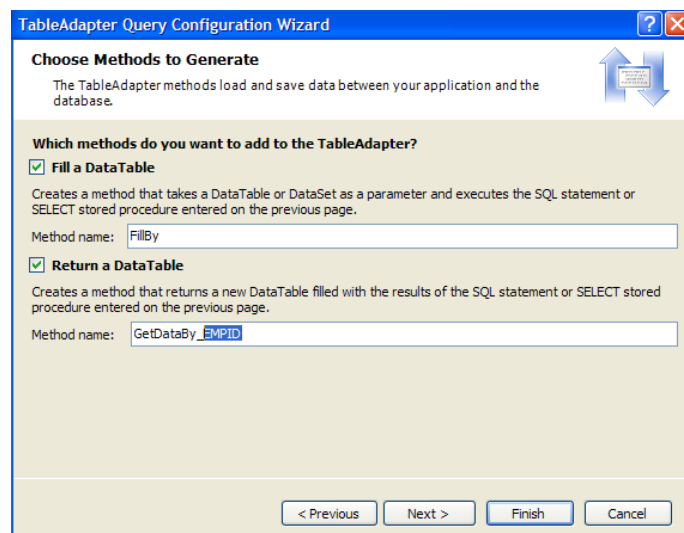 TableAdapter Query Configuration Wizard
Choose Methods to Generate
The TableAdapter methods load and save data between your application and the
database.
Which methods do you want to add to the TableAdapter?
Fill a DataTable
Creates a method that takes a DataTable or DataSet as a parameter and executes the SQL statement or
SELECT stored procedure entered on the previous page.
Method name: FillBy
Return a DataTable
Creates a method that returns a new DataTable filled with the results of the SQL statement or SELECT stored
procedure entered on the previous page.
Method name: GetDataBy_EMPID
< Previous Next > Finish Cancel